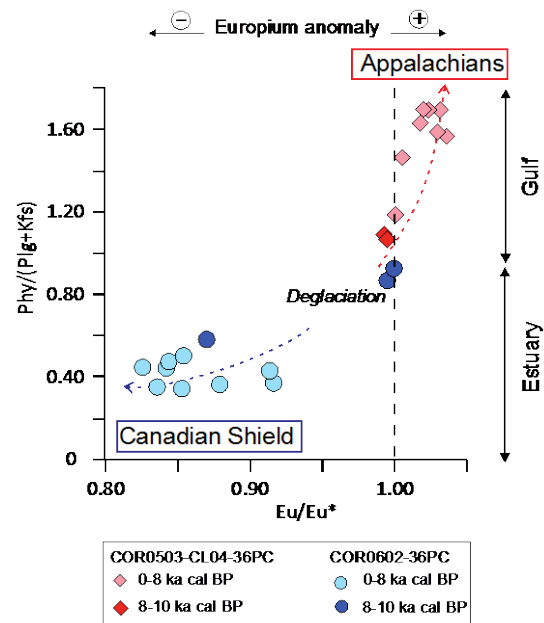 − Europium anomaly +
Appalachians
1.60
1.20
0.80
0.40
0
Phy/(Plg+Kfs)
Deglaciation
Canadian Shield
Gulf
Estuary
0.80 0.90 1.00
Eu/Eu*
COR0503-CL04-36PC COR0602-36PC
0-8 ka cal BP 0-8 ka cal BP
8-10 ka cal BP 8-10 ka cal BP